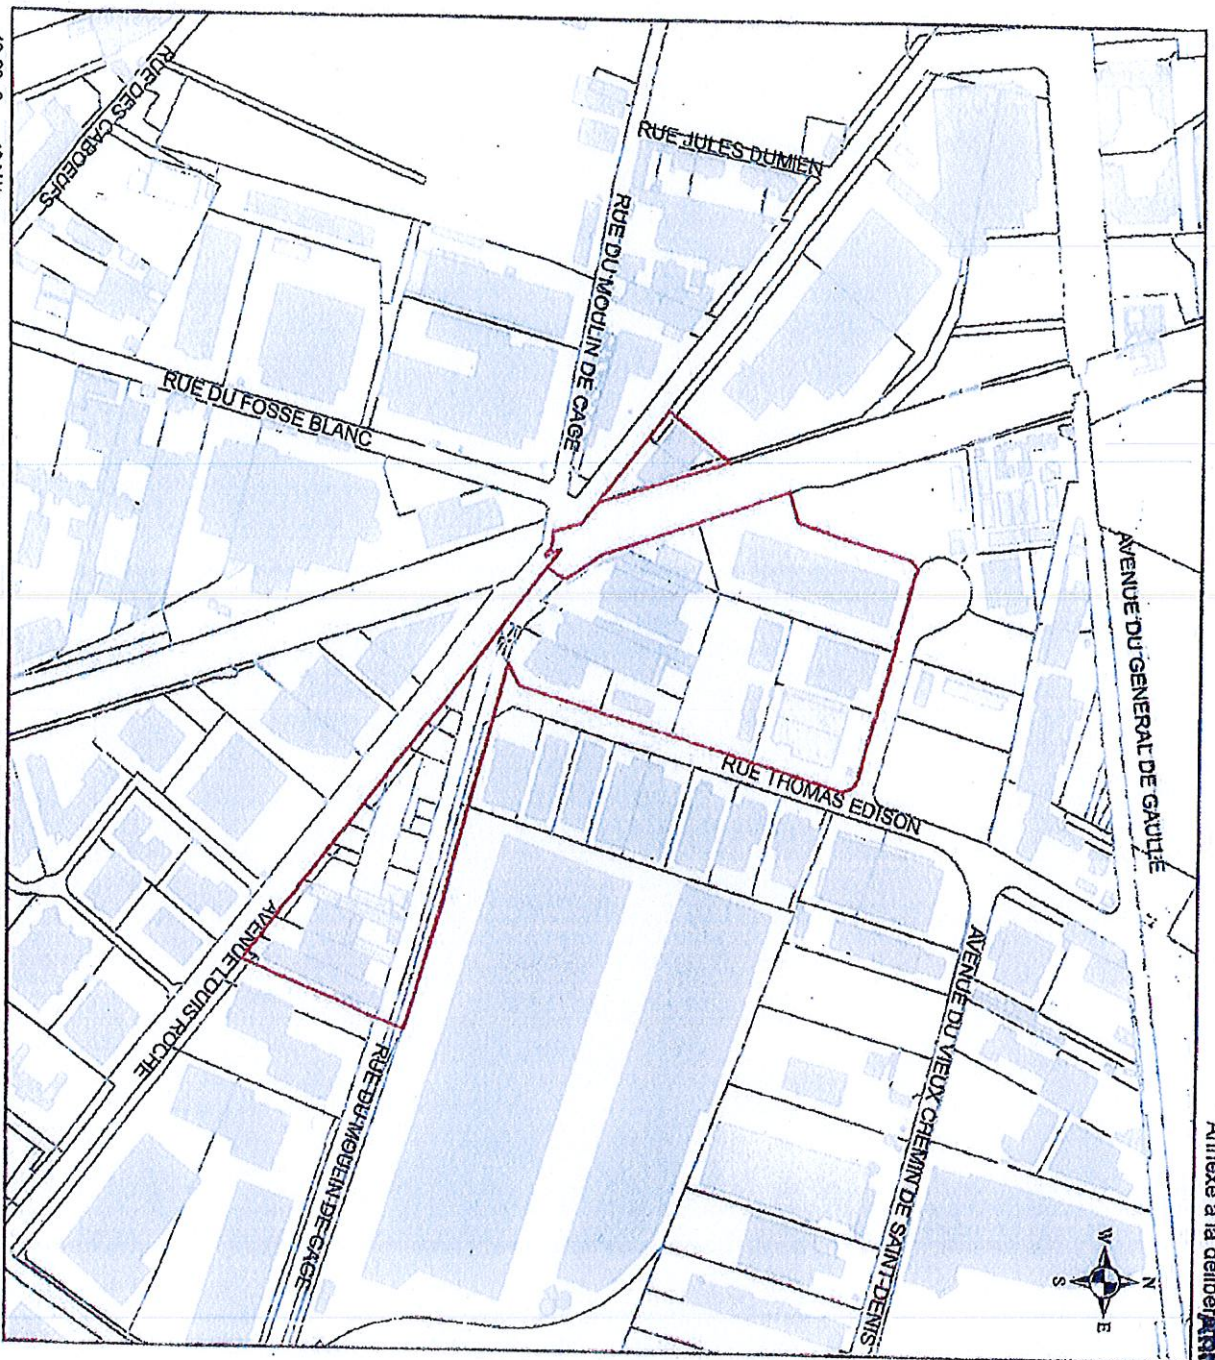 Annexe à la
RUE JULES DUMIEN
RUE DES CABOEUFS
RUE DU MOULIN DE CAGE
AVENUE DU GENERAL DE GAULLE
RUE DU FOSSE BLANC
RUE THOMAS EDISON
AVENUE LOUIS ROCHE
AVENUE DU VIEUX CHEMIN DE SAINT-DENIS
RUE DU MOULIN DE CAGE
N
W
E
S